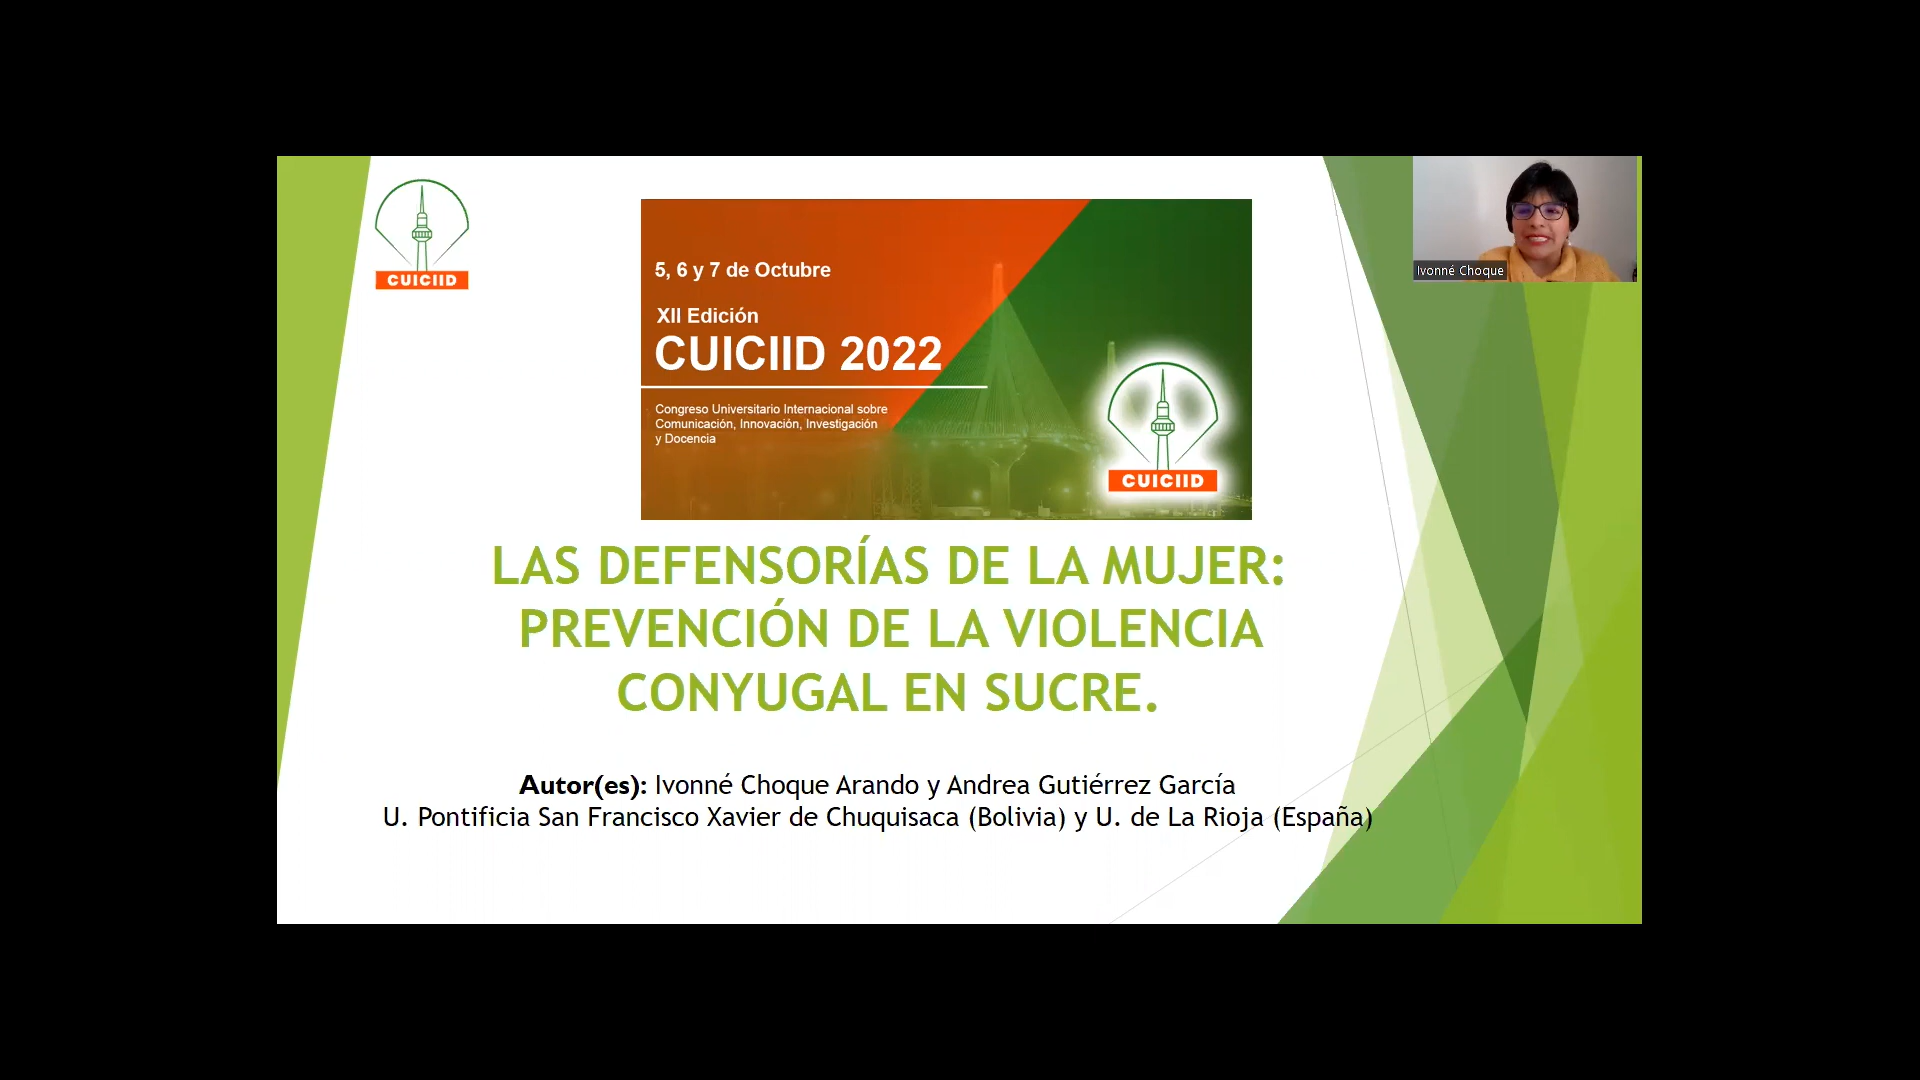 CUICIID
5, 6 y 7 de Octubre
XII Edición
CUICIID 2022
Congreso Universitario Internacional sobre
Comunicación, Innovación, Investigación
y Docencia
CUICIID
Ivonné Choque
LAS DEFENSORÍAS DE LA MUJER:
PREVENCIÓN DE LA VIOLENCIA
CONYUGAL EN SUCRE.
Autor(es): Ivonné Choque Arando y Andrea Gutiérrez García
U. Pontificia San Francisco Xavier de Chuquisaca (Bolivia) y U. de La Rioja (España)